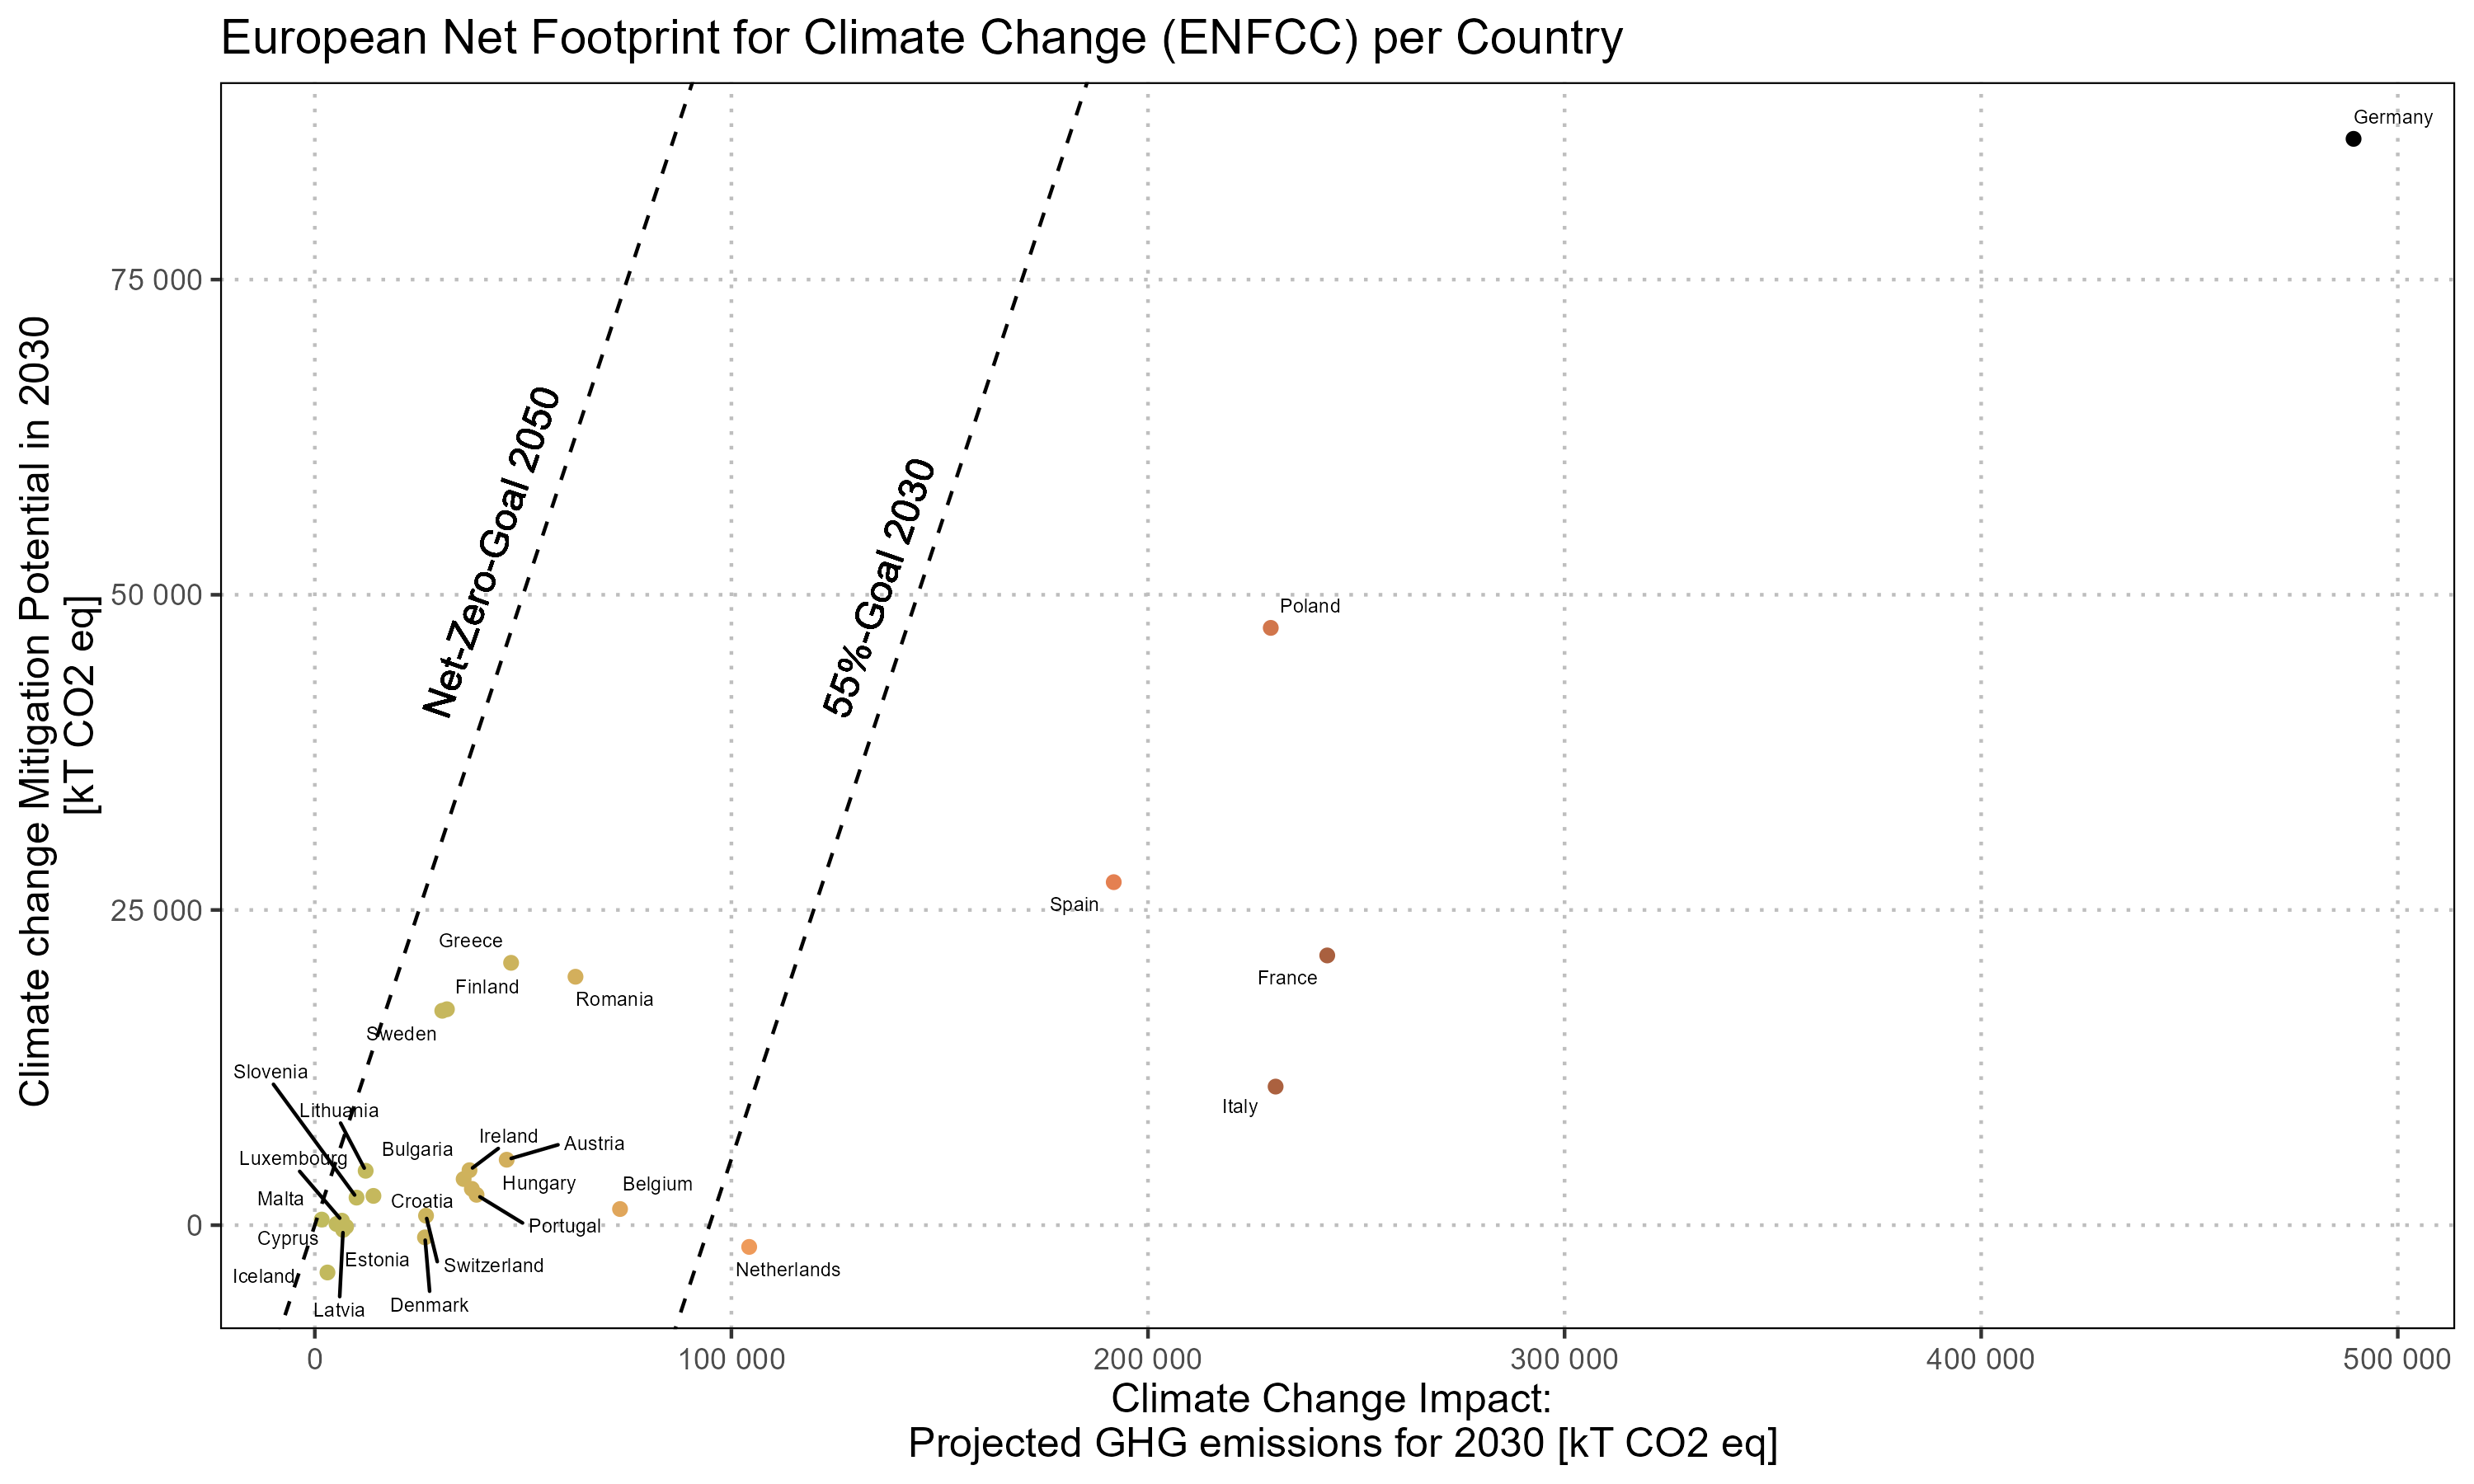 European Net Footprint for Climate Change (ENFCC) per Country
Climate change Mitigation Potential in 2030
[kT CO2 eq]
75 000
50 000
25 000
0
Net-Zero-Goal 2050
55%-Goal 2030
Germany
Poland
Spain
France
Italy
Greece
Finland
Romania
Sweden
Slovenia
Lithuania
Bulgaria
Ireland
Austria
Luxembourg
Hungary
Belgium
Malta
Croatia
Portugal
Cyprus
Estonia
Switzerland
Netherlands
Iceland
Latvia
Denmark
0
100 000
200 000
300 000
400 000
500 000
Climate Change Impact:
Projected GHG emissions for 2030 [kT CO2 eq]